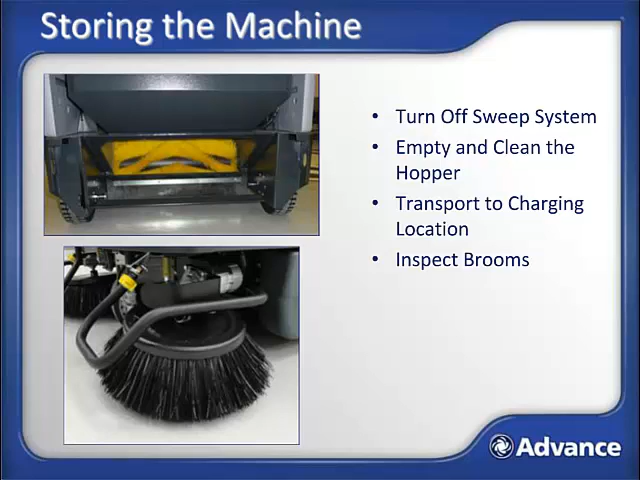 Storing the Machine
• Turn Off Sweep System
• Empty and Clean the
Hopper
• Transport to Charging
Location
• Inspect Brooms
Advance